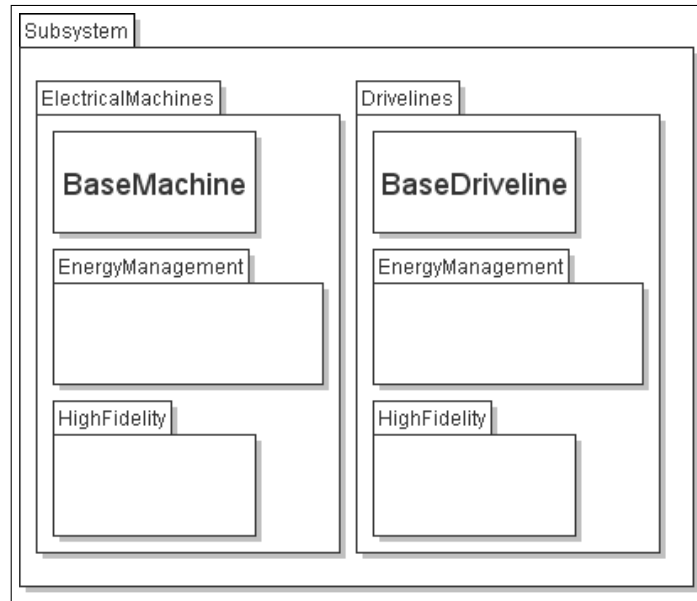 Subsystem
ElectricalMachines
BaseMachine
EnergyManagement
HighFidelity
Drivelines
BaseDriveline
EnergyManagement
HighFidelity